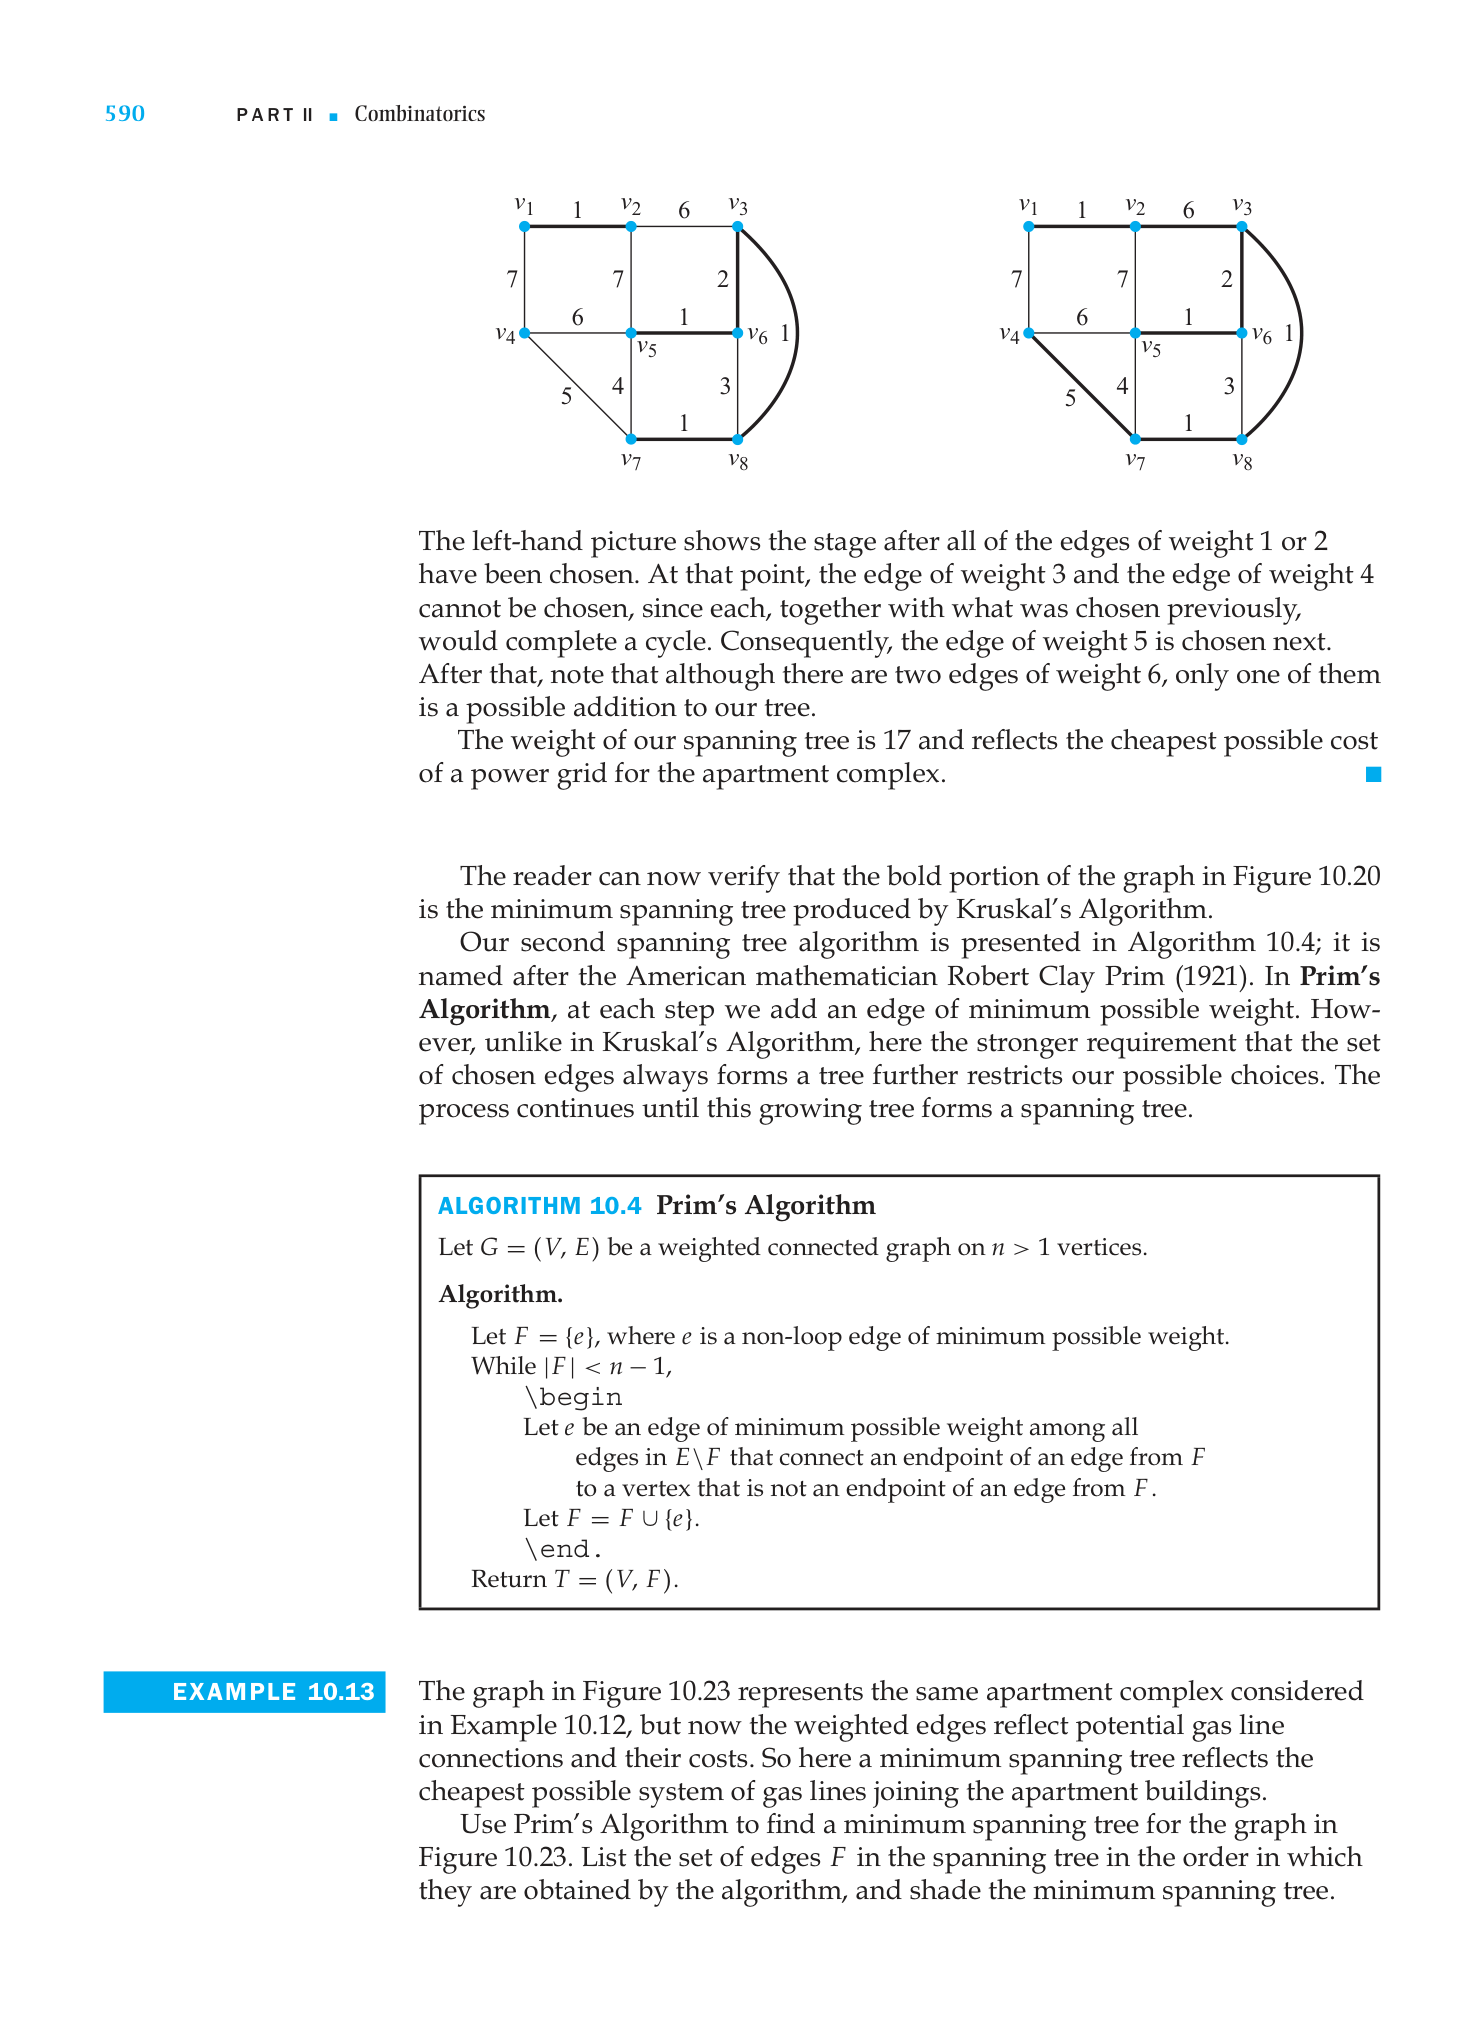 590 PART II ■ Combinatorics
v1 1 v2 6 v3
7 7 2
6 1
v4 v5 v6 1
5 4 3
1
v7 v8
v1 1 v2 6 v3
7 7 2
6 1
v4 v5 v6 1
5 4 3
1
v7 v8
The left-hand picture shows the stage after all of the edges of weight 1 or 2
have been chosen. At that point, the edge of weight 3 and the edge of weight 4
cannot be chosen, since each, together with what was chosen previously,
would complete a cycle. Consequently, the edge of weight 5 is chosen next.
After that, note that although there are two edges of weight 6, only one of them
is a possible addition to our tree.
The weight of our spanning tree is 17 and reflects the cheapest possible cost
of a power grid for the apartment complex. ■
The reader can now verify that the bold portion of the graph in Figure 10.20
is the minimum spanning tree produced by Kruskal's Algorithm.
Our second spanning tree algorithm is presented in Algorithm 10.4; it is
named after the American mathematician Robert Clay Prim (1921). In Prim's
Algorithm, at each step we add an edge of minimum possible weight. How-
ever, unlike in Kruskal's Algorithm, here the stronger requirement that the set
of chosen edges always forms a tree further restricts our possible choices. The
process continues until this growing tree forms a spanning tree.
ALGORITHM 10.4 Prim's Algorithm
Let G = (V, E) be a weighted connected graph on n > 1 vertices.
Algorithm.
Let F = {e}, where e is a non-loop edge of minimum possible weight.
While |F| < n − 1,
\begin
Let e be an edge of minimum possible weight among all
edges in E\F that connect an endpoint of an edge from F
to a vertex that is not an endpoint of an edge from F.
Let F = F ∪ {e}.
\end.
Return T = (V, F).
EXAMPLE 10.13 The graph in Figure 10.23 represents the same apartment complex considered
in Example 10.12, but now the weighted edges reflect potential gas line
connections and their costs. So here a minimum spanning tree reflects the
cheapest possible system of gas lines joining the apartment buildings.
Use Prim's Algorithm to find a minimum spanning tree for the graph in
Figure 10.23. List the set of edges F in the spanning tree in the order in which
they are obtained by the algorithm, and shade the minimum spanning tree.